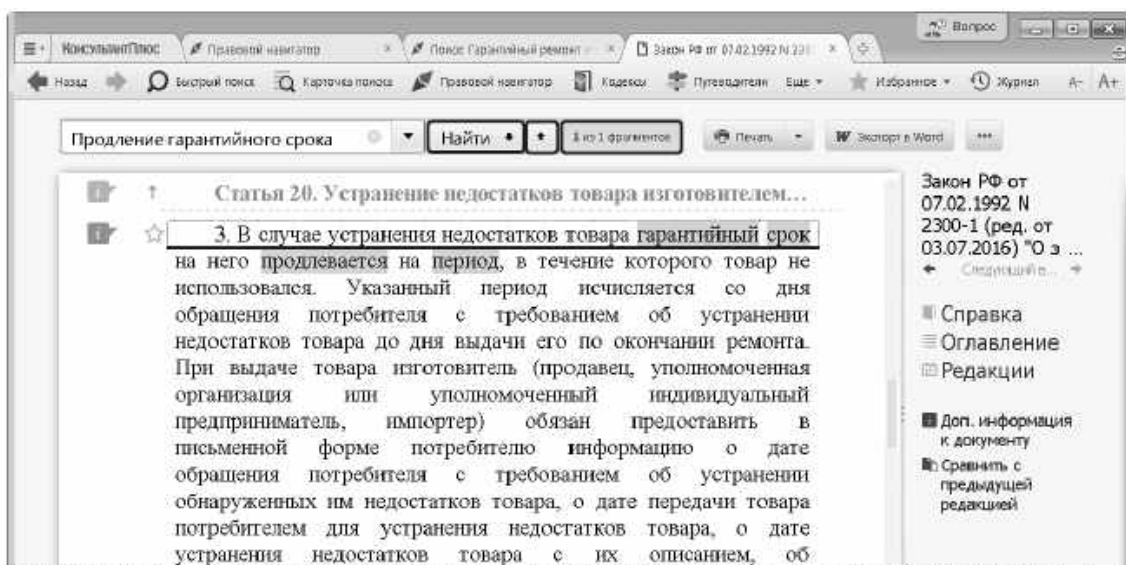 Вопрос
КонсультантПлюс Правовой навигатор Поиск Гарантийный ремонт Закон РФ от 07.02.1992 N 230
Назад Быстрый поиск Карточка поиска Правовой навигатор Кодексы Путеводители Еще Избранное Журнал А- А+
Продление гарантийного срока Найти 1 из 1 фрагментов Печать Экспорт в Word
Статья 20. Устранение недостатков товара изготовителем…
3. В случае устранения недостатков товара гарантийный срок
на него продлевается на период, в течение которого товар не
использовался. Указанный период исчисляется со дня
обращения потребителя с требованием об устранении
недостатков товара до дня выдачи его по окончании ремонта.
При выдаче товара изготовитель (продавец, уполномоченная
организация или уполномоченный индивидуальный
предприниматель, импортер) обязан предоставить в
письменной форме потребителю информацию о дате
обращения потребителя с требованием об устранении
обнаруженных им недостатков товара, о дате передачи товара
потребителем для устранения недостатков товара, о дате
устранения недостатков товара с их описанием, об
Закон РФ от
07.02.1992 N
2300-1 (ред. от
03.07.2016) "О з ...
Справка
Оглавление
Редакции
Доп. информация
к документу
Сравнить с
предыдущей
редакцией